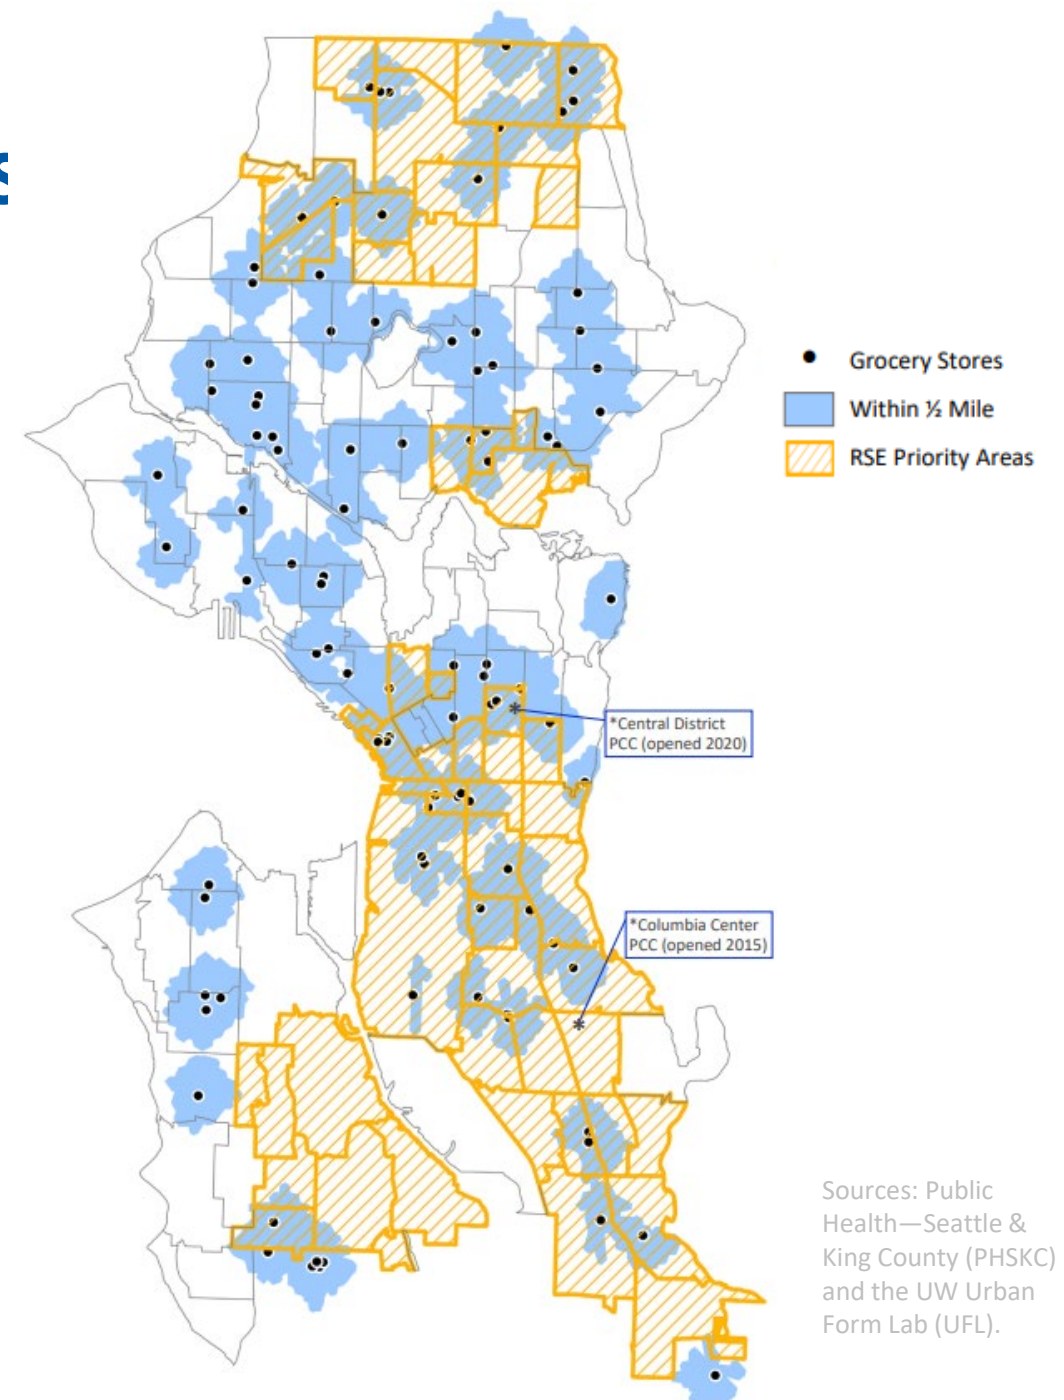 s
Grocery Stores
Within ½ Mile
RSE Priority Areas
*Central District
PCC (opened 2020)
*Columbia Center
PCC (opened 2015)
Sources: Public
Health—Seattle &
King County (PHSKC)
and the UW Urban
Form Lab (UFL).